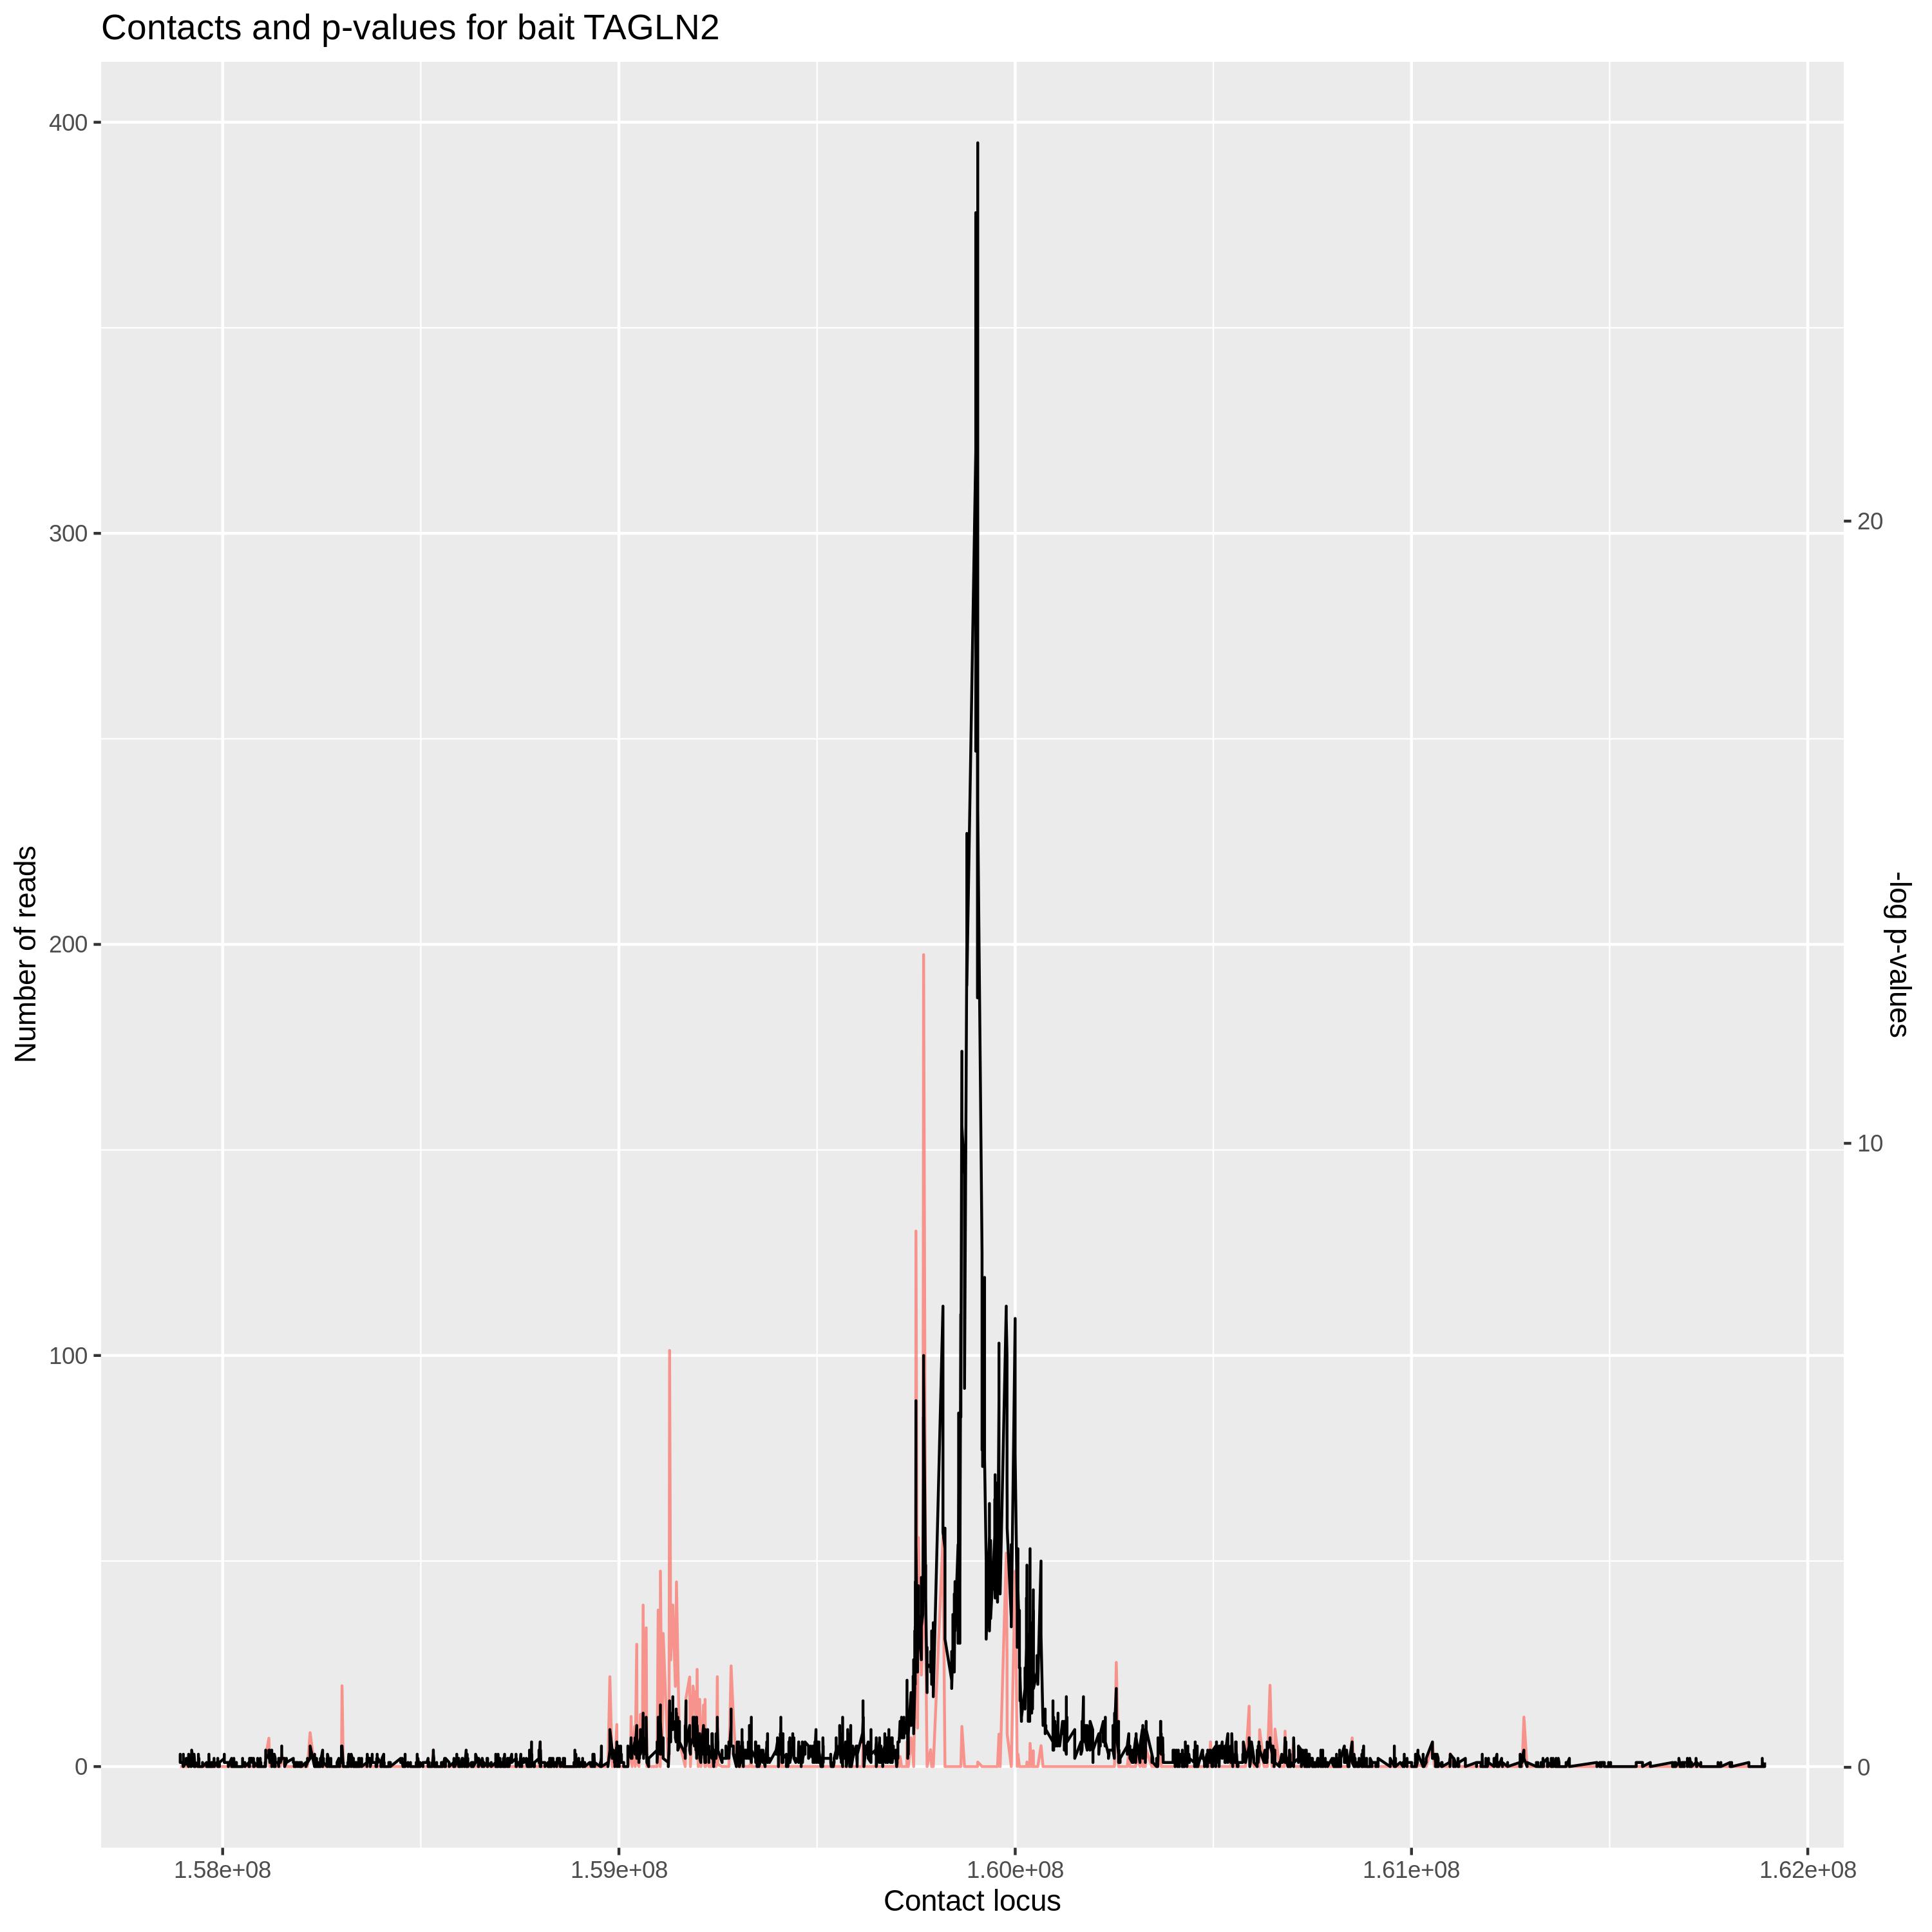 Contacts and p-values for bait TAGLN2
400
300
200
100
0
20
10
0
Number of reads
-log p-values
1.58e+08
1.59e+08
1.60e+08
1.61e+08
1.62e+08
Contact locus